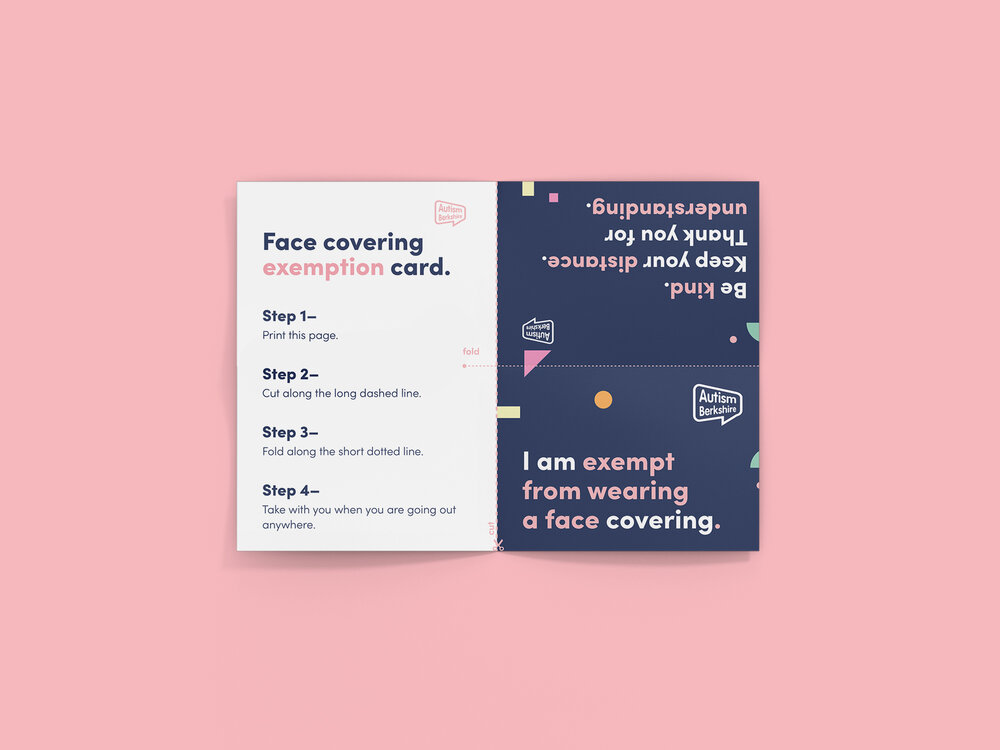 Autism
Berkshire
Face covering
exemption card.
Step 1–
Print this page.
Step 2–
Cut along the long dashed line.
Step 3–
Fold along the short dotted line.
Step 4–
Take with you when you are going out
anywhere.
fold
cut
Be kind.
Keep your distance.
Thank you for
understanding.
Autism
Berkshire
Autism
Berkshire
I am exempt
from wearing
a face covering.